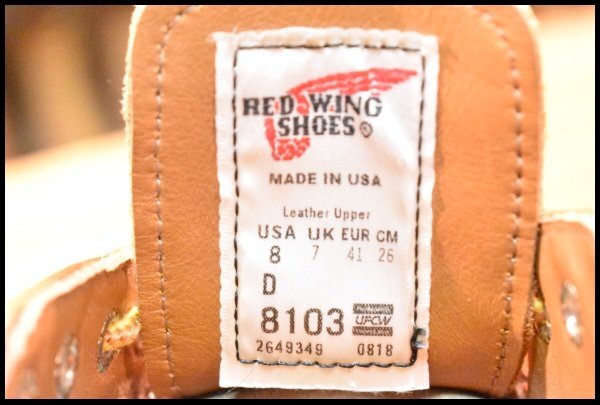 RED WING
SHOES®
MADE IN USA
Leather Upper
USA UK EUR CM
8 7 41 26
D
8103 UFCW
2649349 0818